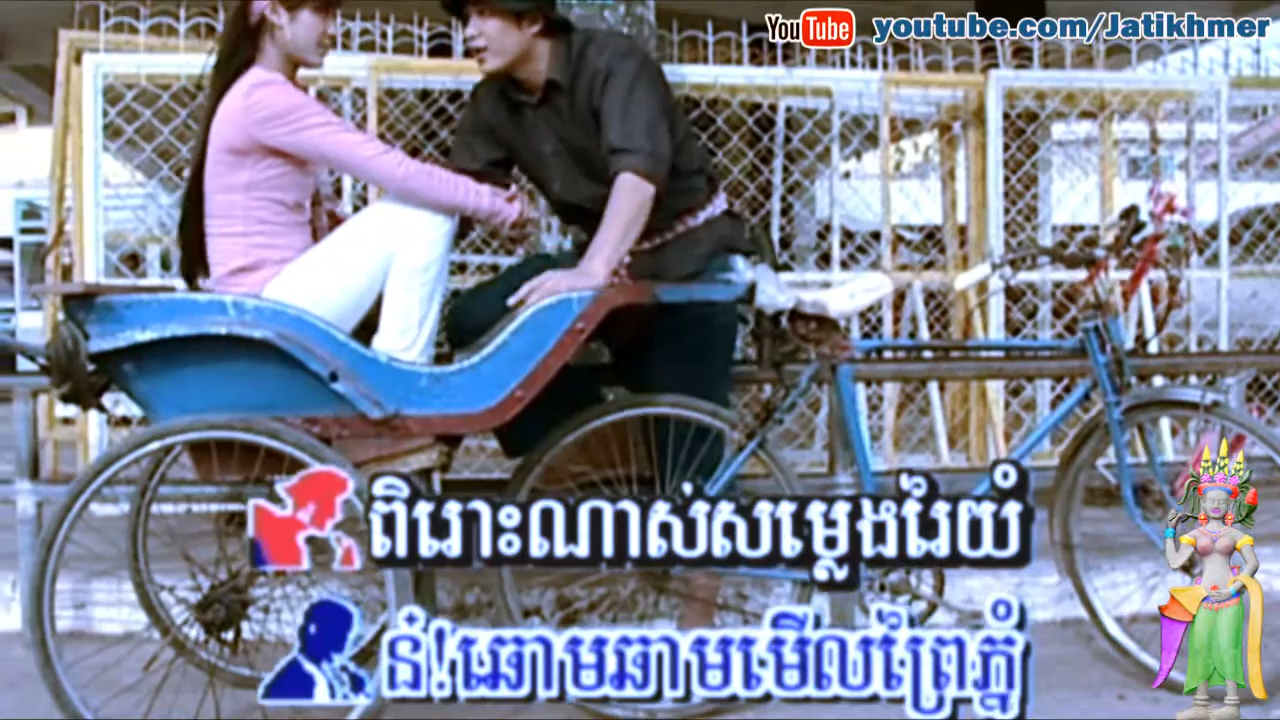 YouTube youtube.com/Jatikhmer
ពិរោះណាស់សម្លេងរៃយំ
នំ!ឆោមឆាមមើលព្រៃភ្នំ